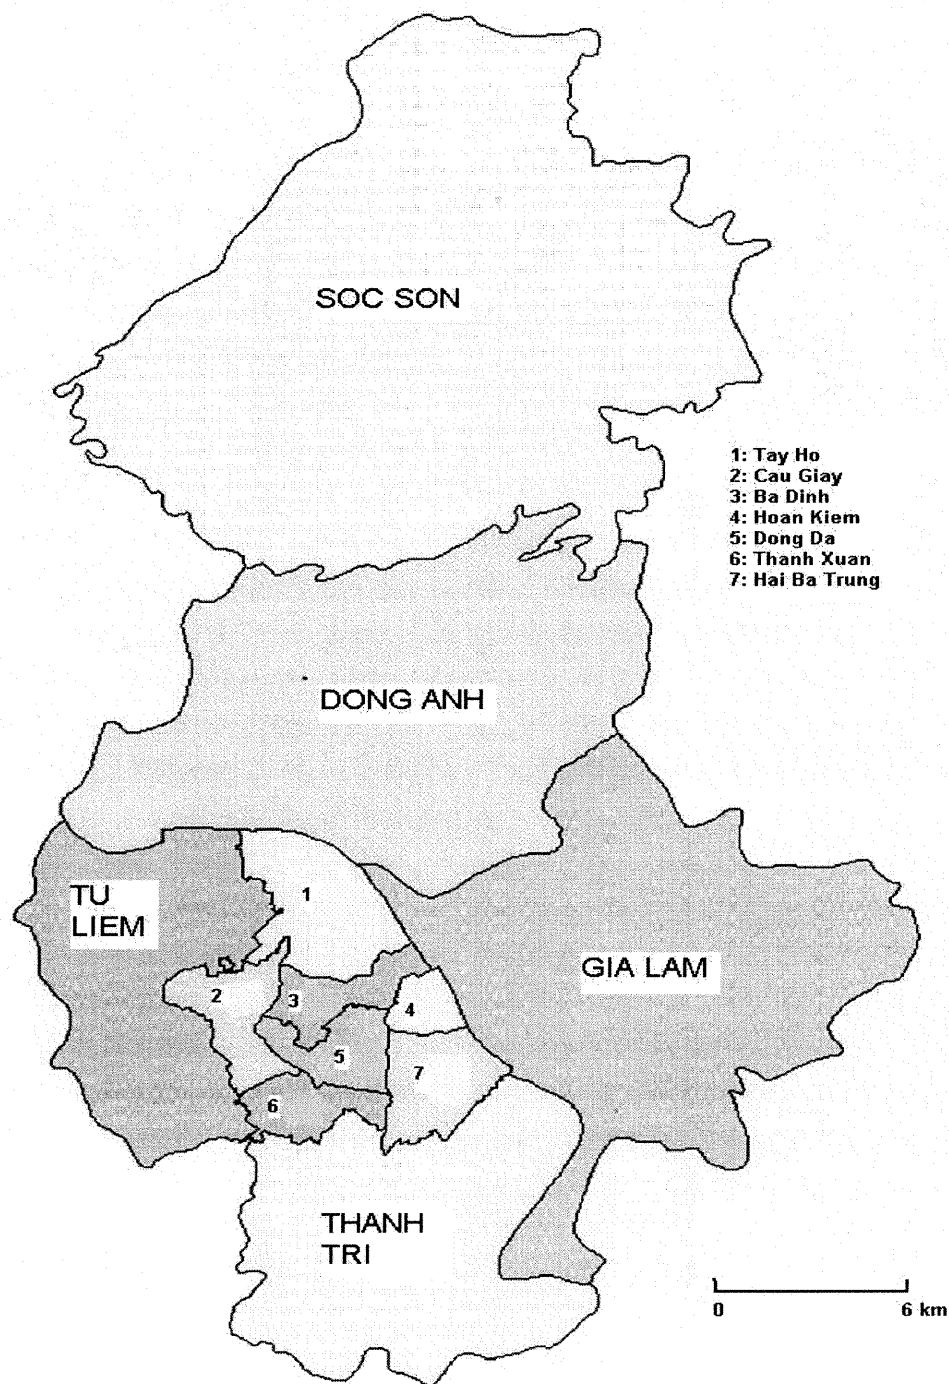 SOC SON
1: Tay Ho
2: Cau Giay
3: Ba Dinh
4: Hoan Kiem
5: Dong Da
6: Thanh Xuan
7: Hai Ba Trung
DONG ANH
TU
LIEM
1
GIA LAM
2
3
4
5
7
6
THANH
TRI
0
6 km